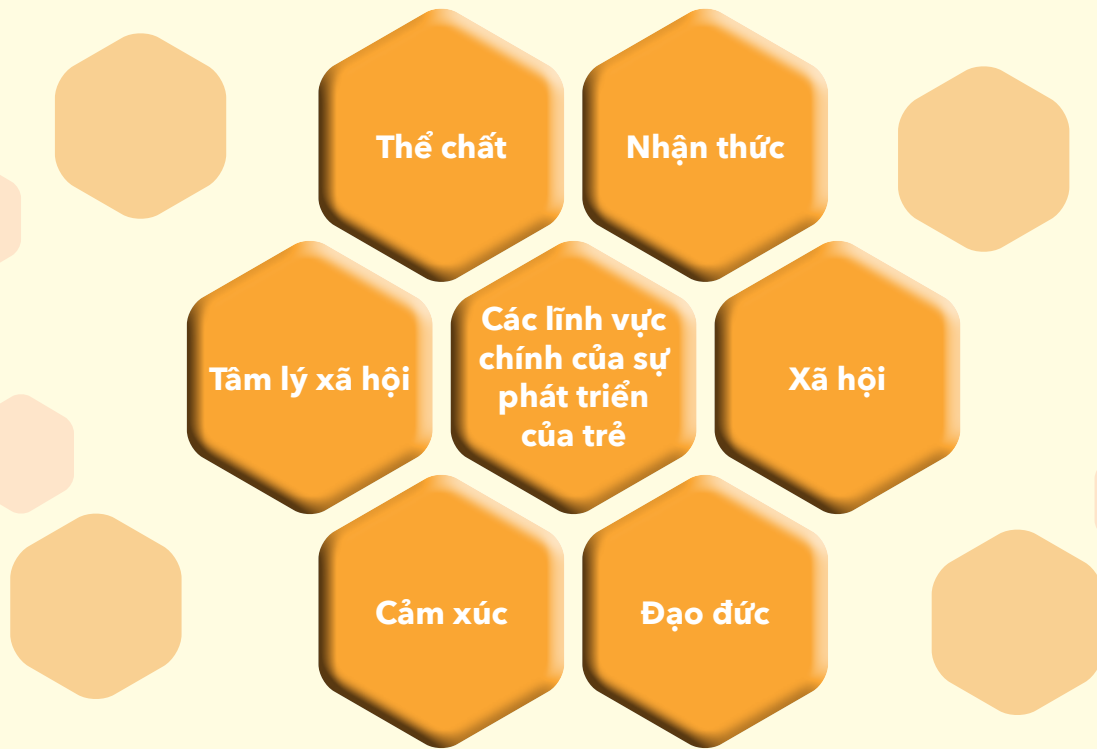 Thể chất
Nhận thức
Tâm lý xã hội
Các lĩnh vực
chính của sự
phát triển
của trẻ
Xã hội
Cảm xúc
Đạo đức